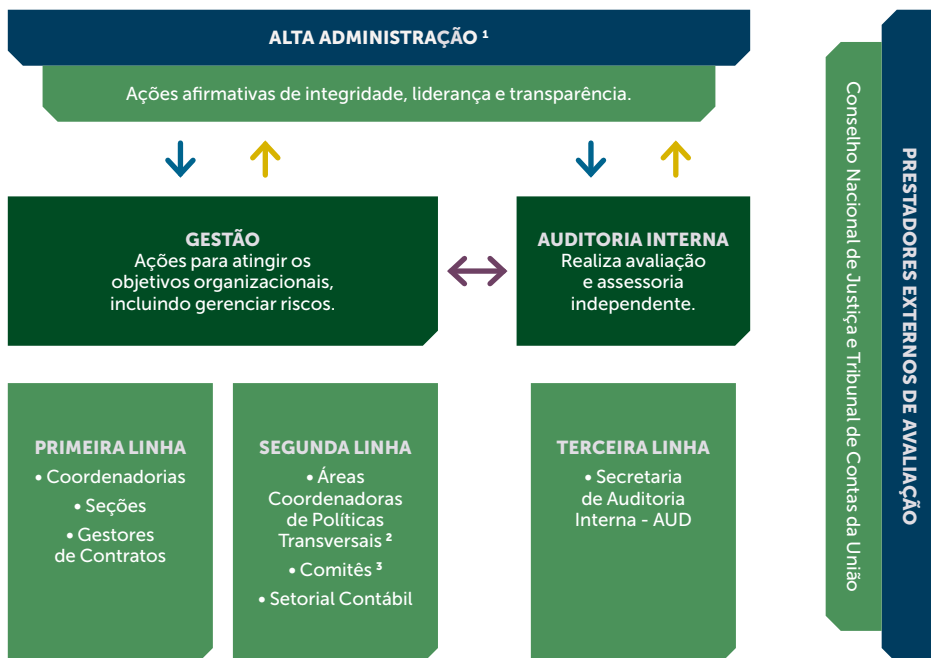 ALTA ADMINISTRAÇÃO ¹
Ações afirmativas de integridade, liderança e transparência.
GESTÃO
Ações para atingir os
objetivos organizacionais,
incluindo gerenciar riscos.
AUDITORIA INTERNA
Realiza avaliação
e assessoria
independente.
PRIMEIRA LINHA
• Coordenadorias
• Seções
• Gestores
de Contratos
SEGUNDA LINHA
• Áreas
Coordenadoras
de Políticas
Transversais ²
• Comitês ³
• Setorial Contábil
TERCEIRA LINHA
• Secretaria
de Auditoria
Interna - AUD
Conselho Nacional de Justiça e Tribunal de Contas da União
PRESTADORES EXTERNOS DE AVALIAÇÃO